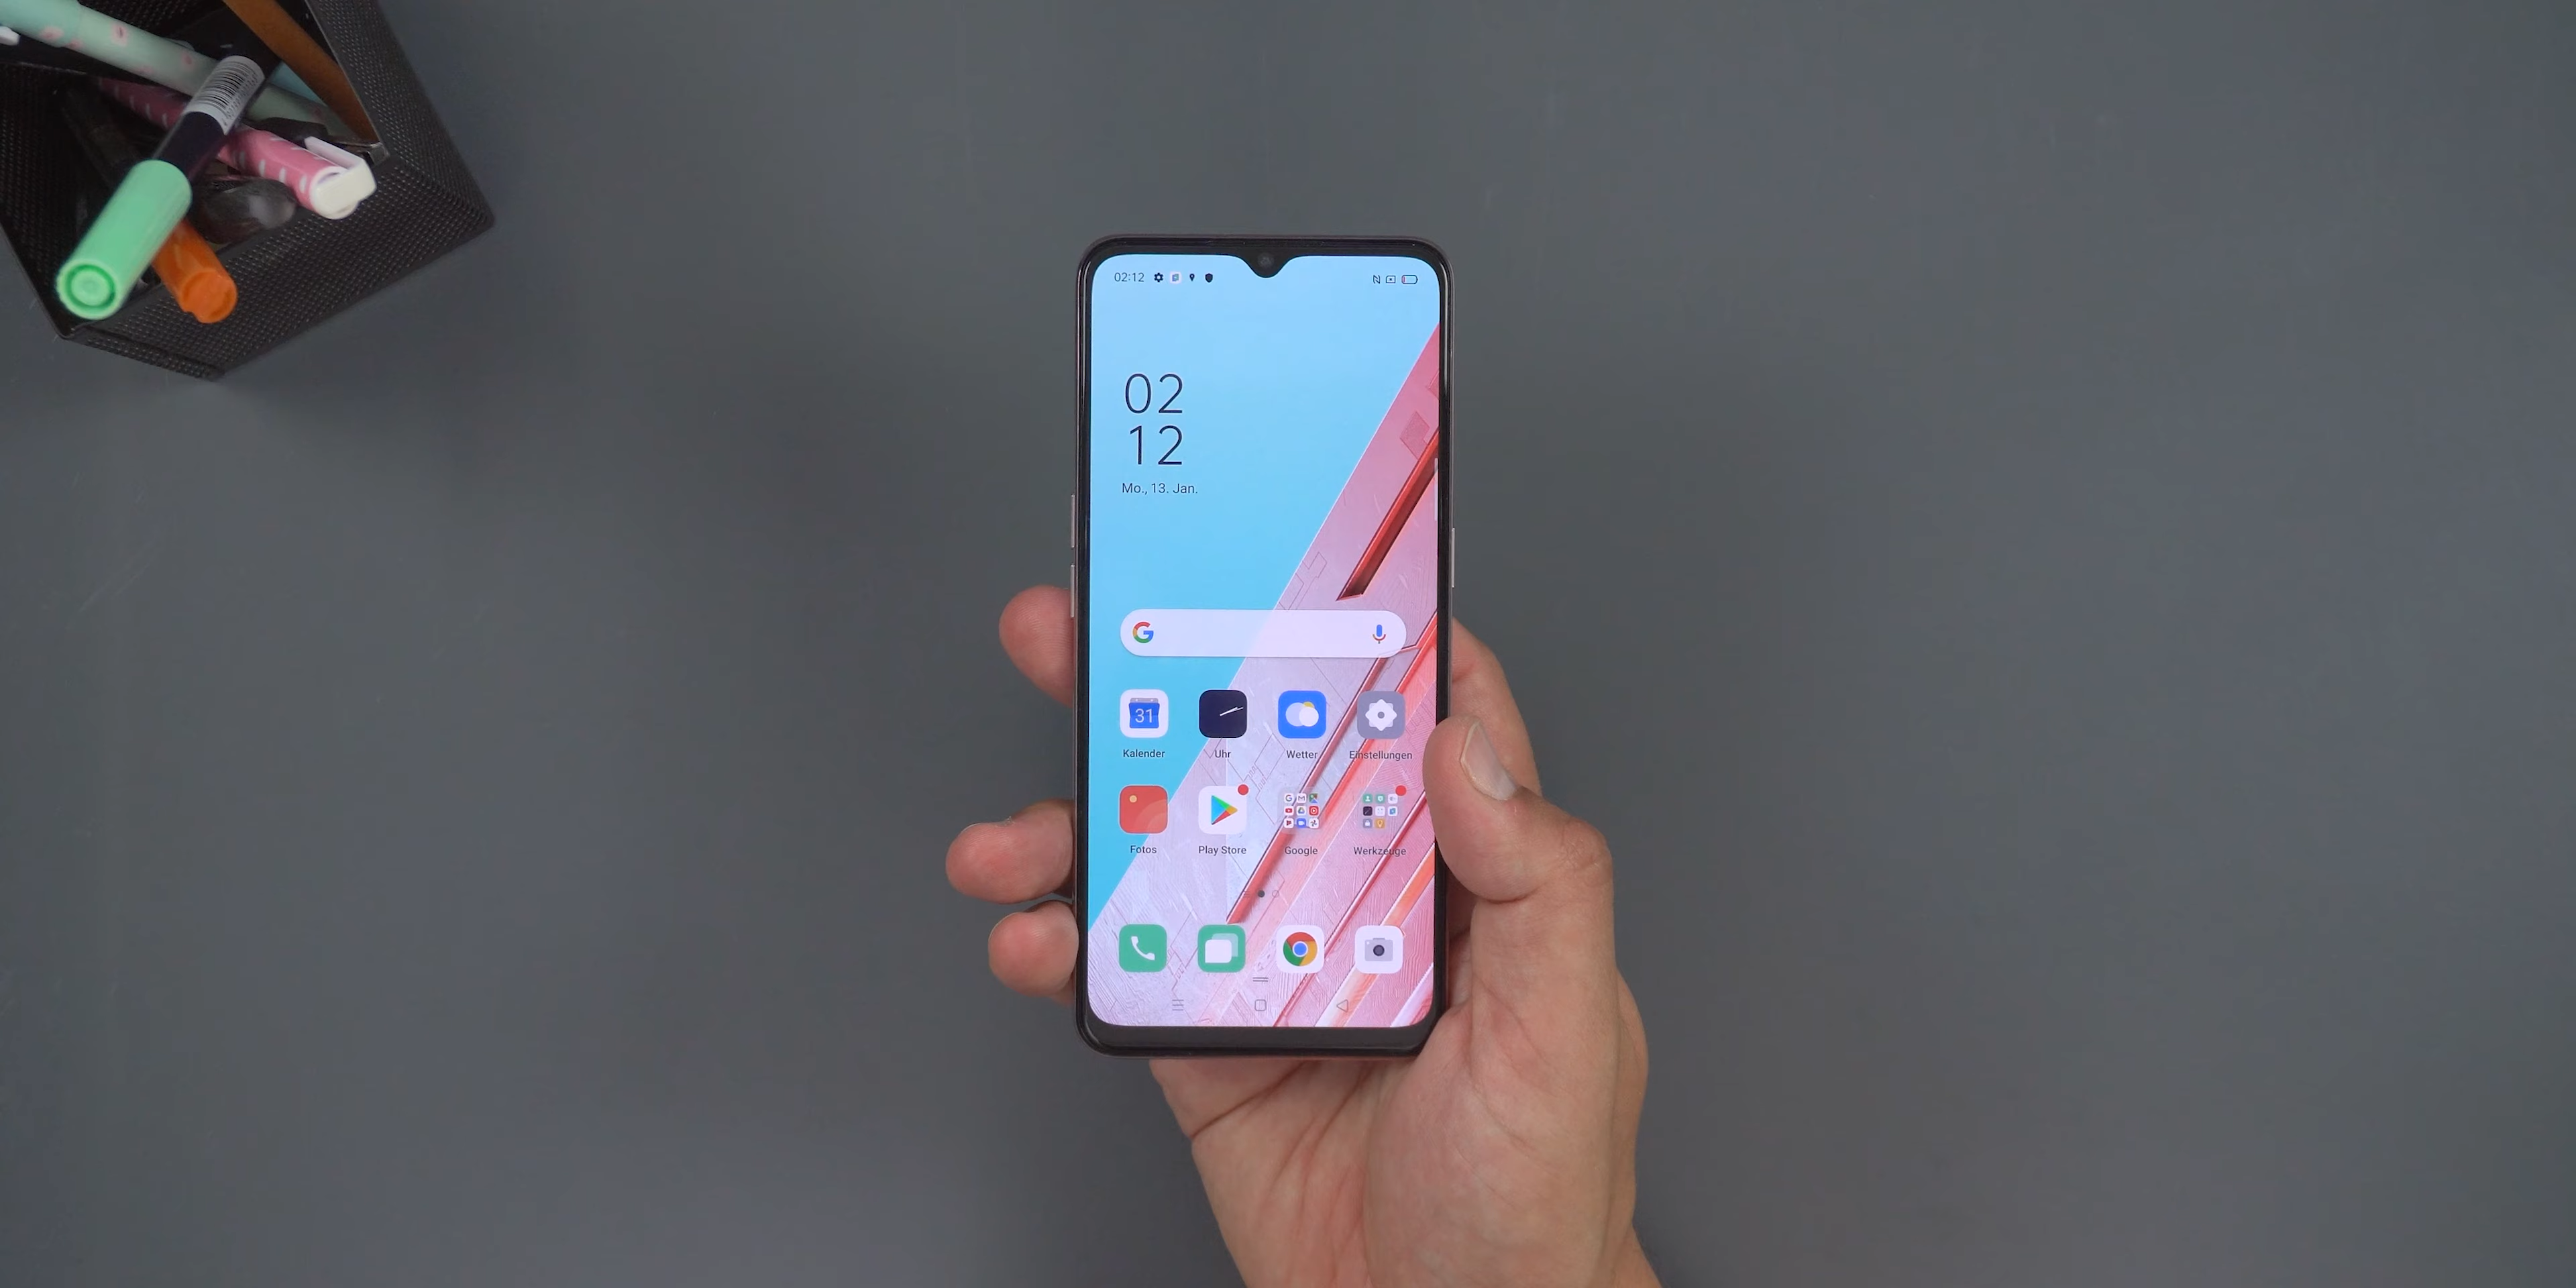 02:12
02
12
Mo., 13. Jan.
G
31
Kalender
Uhr
Wetter
Einstellungen
Fotos
Play Store
Google
Werkzeuge